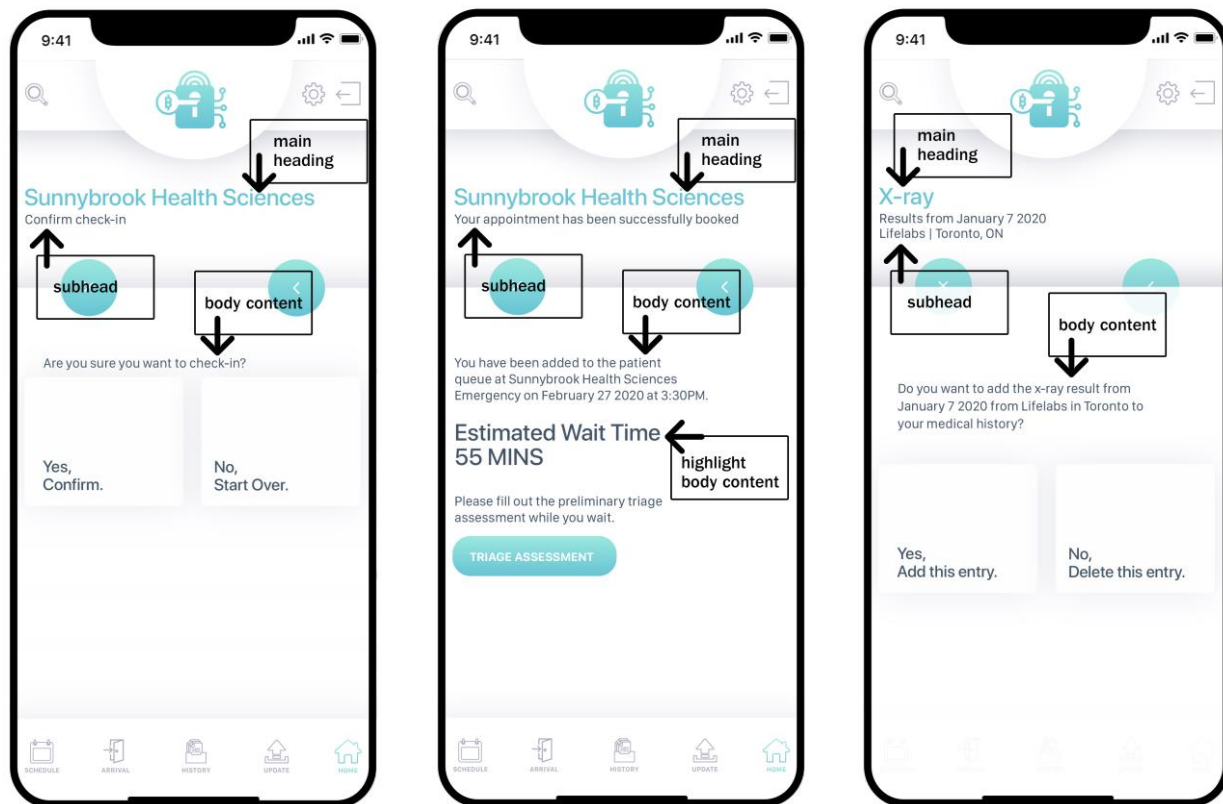 9:41
main
heading
Sunnybrook Health Sciences
Confirm check-in
subhead
body content
Are you sure you want to check-in?
Yes,
Confirm.
No,
Start Over.
SCHEDULE
ARRIVAL
HISTORY
UPDATE
HOME
9:41
main
heading
Sunnybrook Health Sciences
Your appointment has been successfully booked
subhead
body content
You have been added to the patient
queue at Sunnybrook Health Sciences
Emergency on February 27 2020 at 3:30PM.
Estimated Wait Time
55 MINS
highlight
body content
Please fill out the preliminary triage
assessment while you wait.
TRIAGE ASSESSMENT
SCHEDULE
ARRIVAL
HISTORY
UPDATE
HOME
9:41
main
heading
X-ray
Results from January 7 2020
Lifelabs | Toronto, ON
subhead
body content
Do you want to add the x-ray result from
January 7 2020 from Lifelabs in Toronto to
your medical history?
Yes,
Add this entry.
No,
Delete this entry.